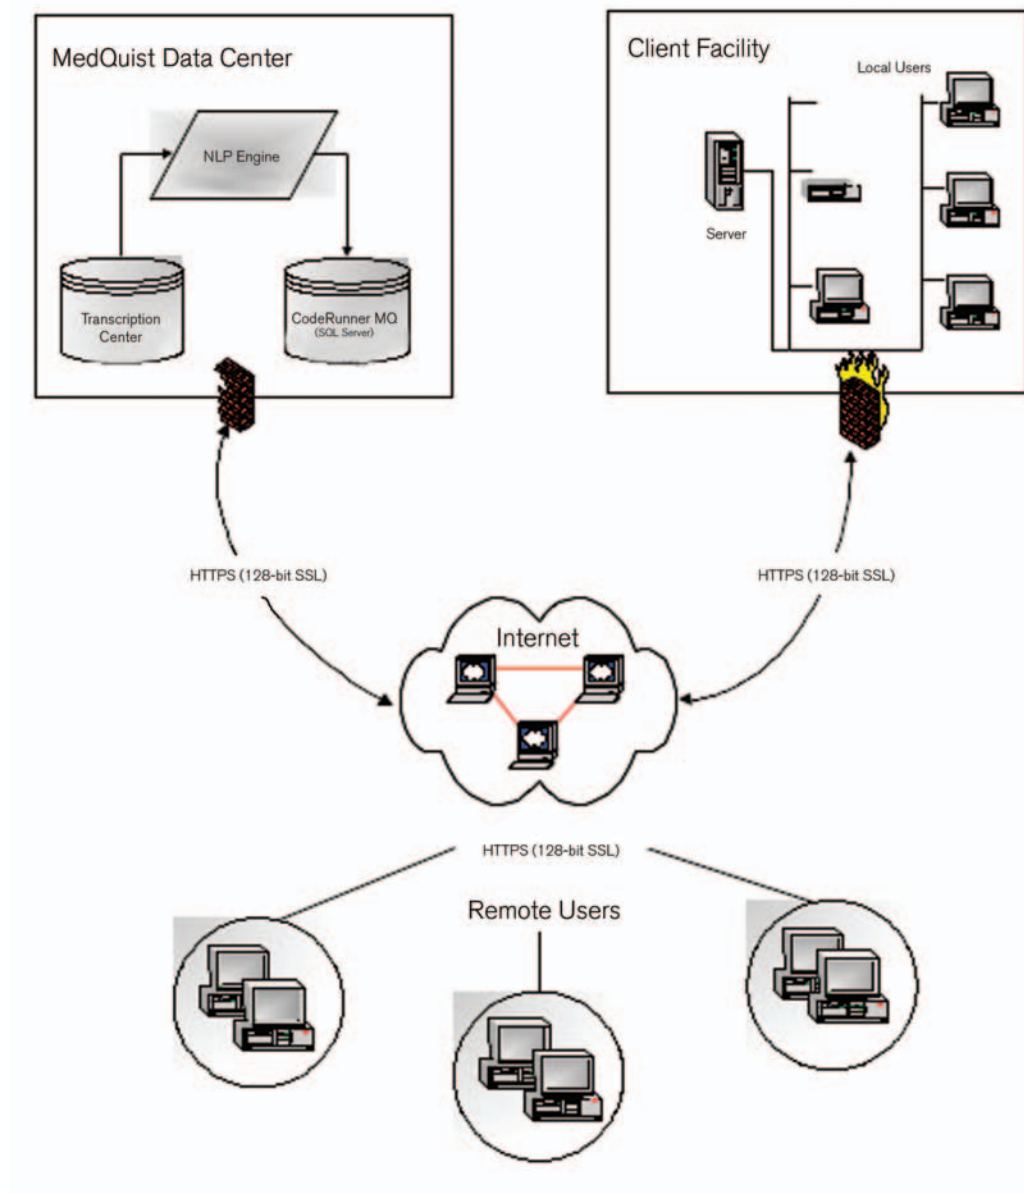 MedQuist Data Center
NLP Engine
Transcription
Center
CodeRunner MQ
(SQL Server)
Client Facility
Local Users
Server
HTTPS (128-bit SSL)
HTTPS (128-bit SSL)
Internet
HTTPS (128-bit SSL)
Remote Users